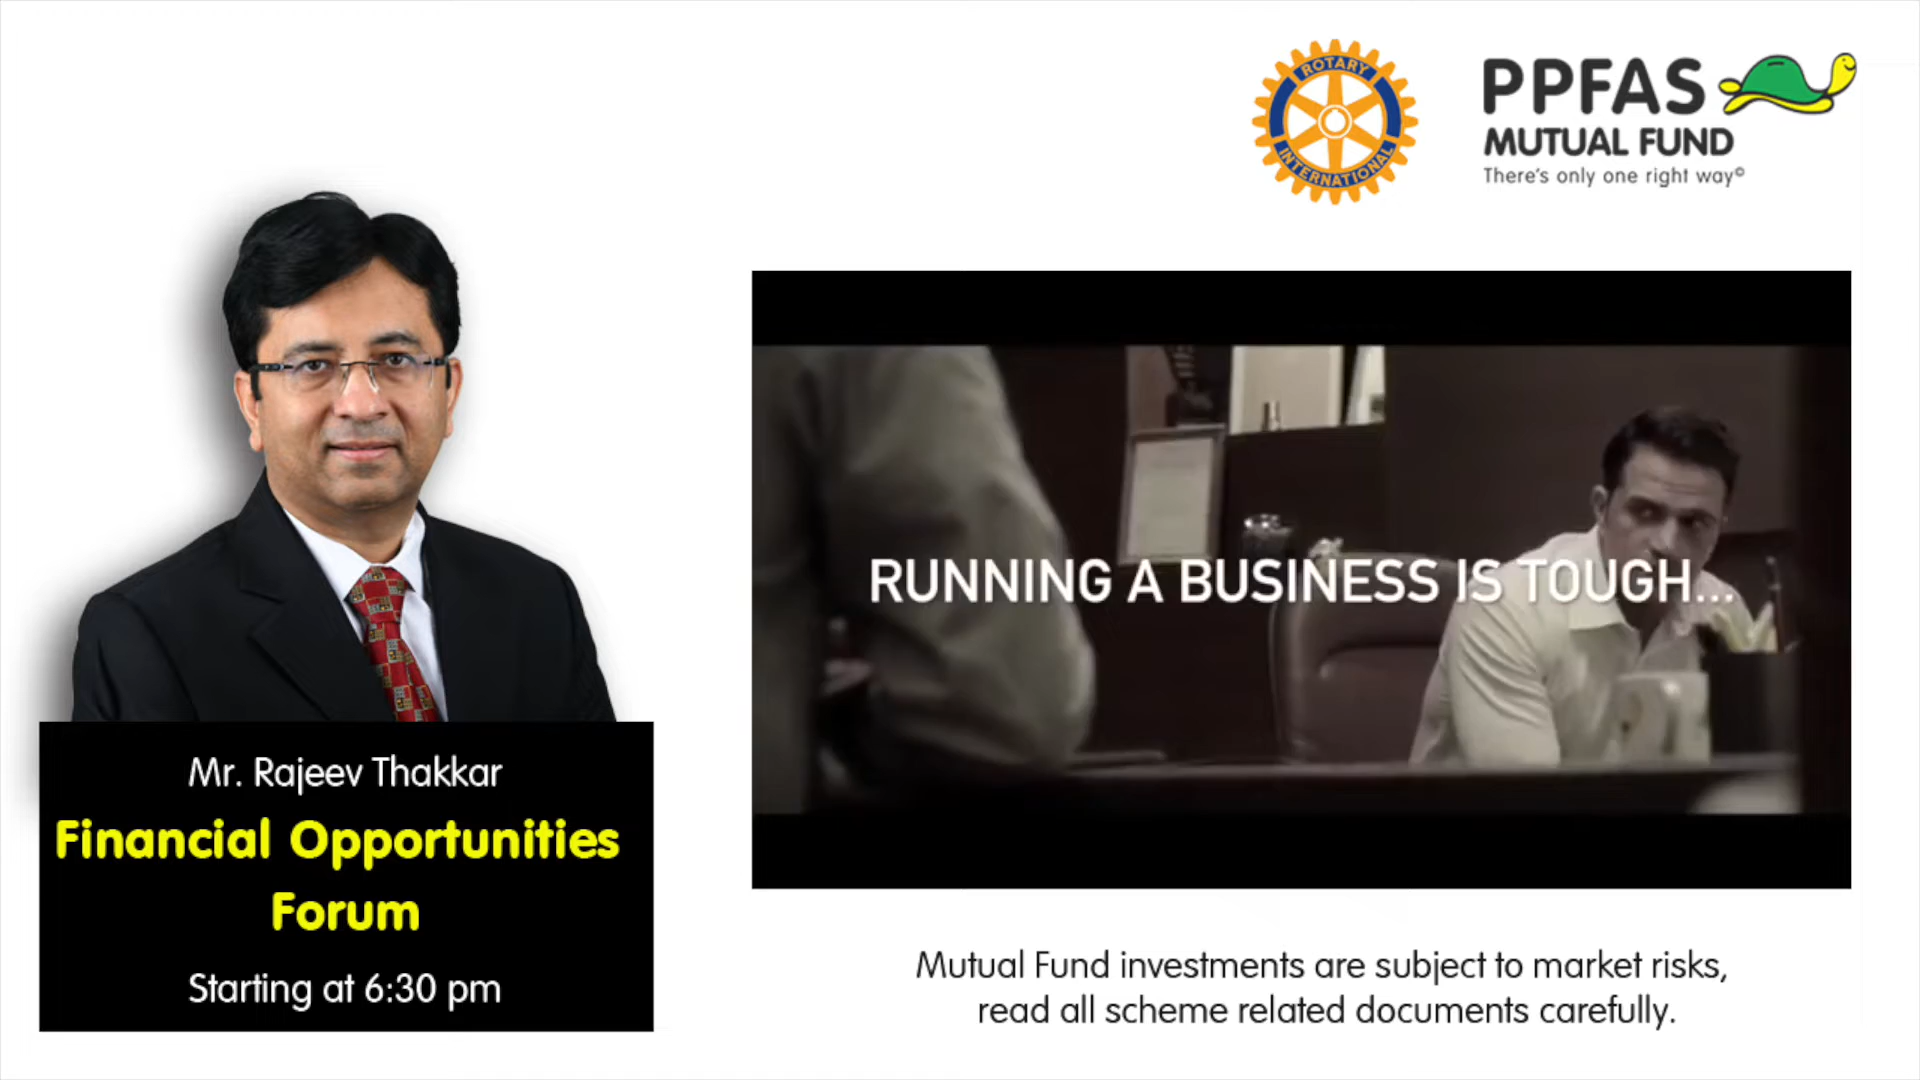 ROTARY
INTERNATIONAL
PPFAS
MUTUAL FUND
There's only one right way©
RUNNING A BUSINESS IS TOUGH...
Mr. Rajeev Thakkar
Financial Opportunities
Forum
Starting at 6:30 pm
Mutual Fund investments are subject to market risks,
read all scheme related documents carefully.